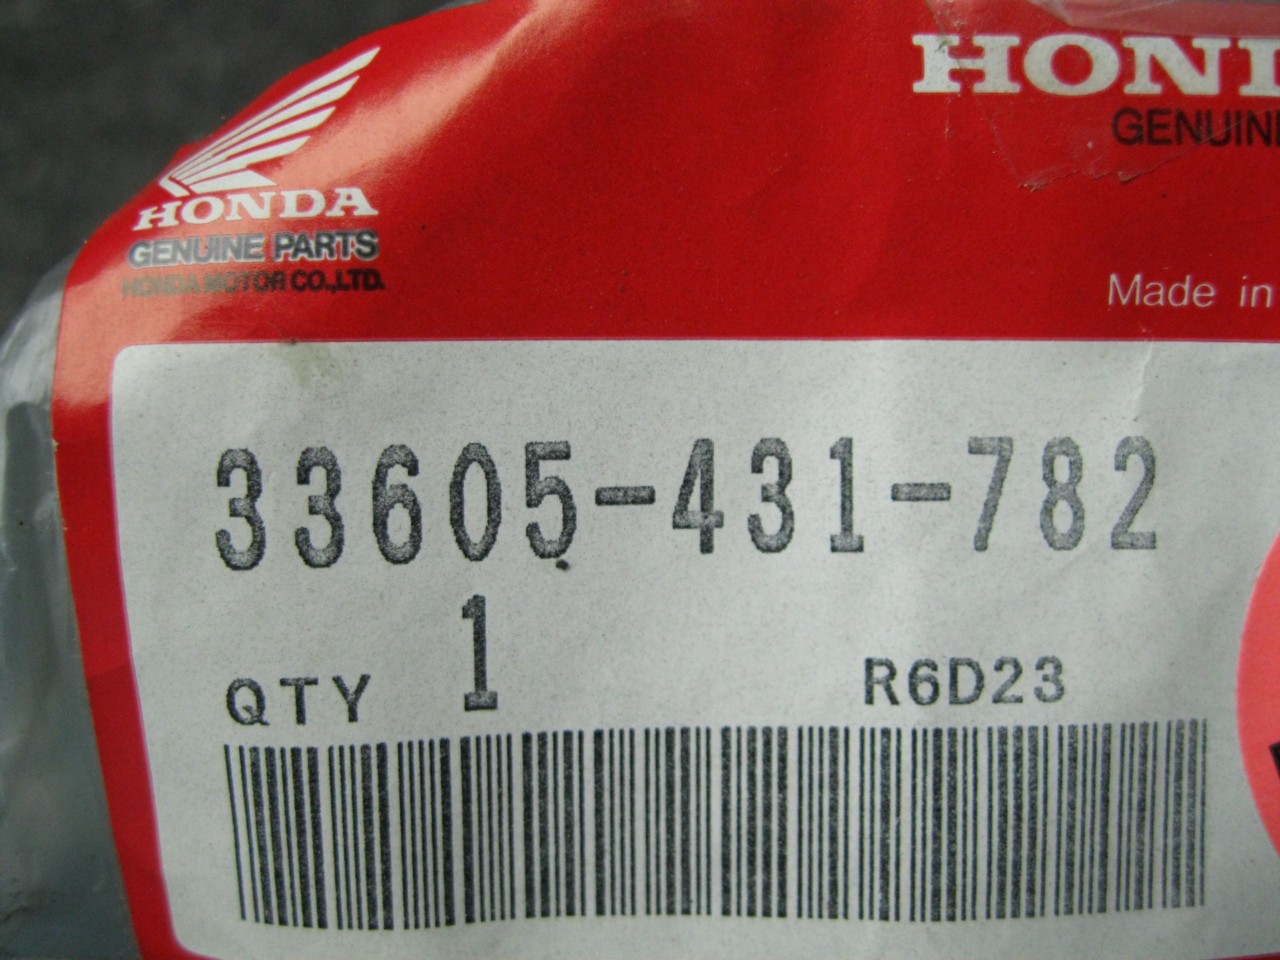 HONDA
GENUINE PARTS
HONDA MOTOR CO.,LTD.
HON
GENUIN
Made in
33605-431-782
QTY 1 R6D23